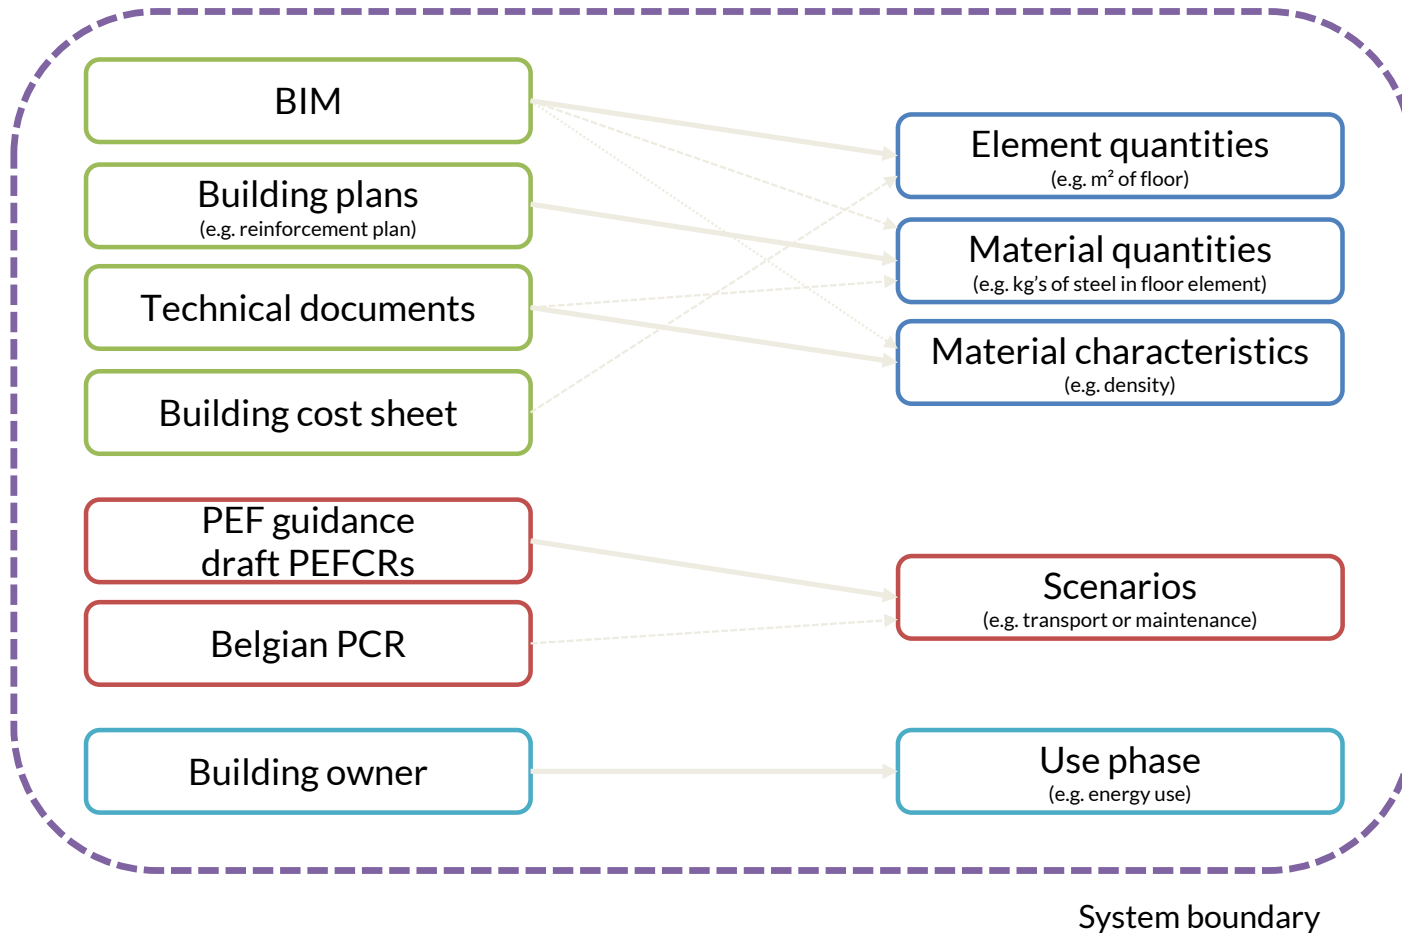 BIM
Building plans
(e.g. reinforcement plan)
Technical documents
Building cost sheet
PEF guidance
draft PEFCRs
Belgian PCR
Building owner
Element quantities
(e.g. m² of floor)
Material quantities
(e.g. kg's of steel in floor element)
Material characteristics
(e.g. density)
Scenarios
(e.g. transport or maintenance)
Use phase
(e.g. energy use)
System boundary